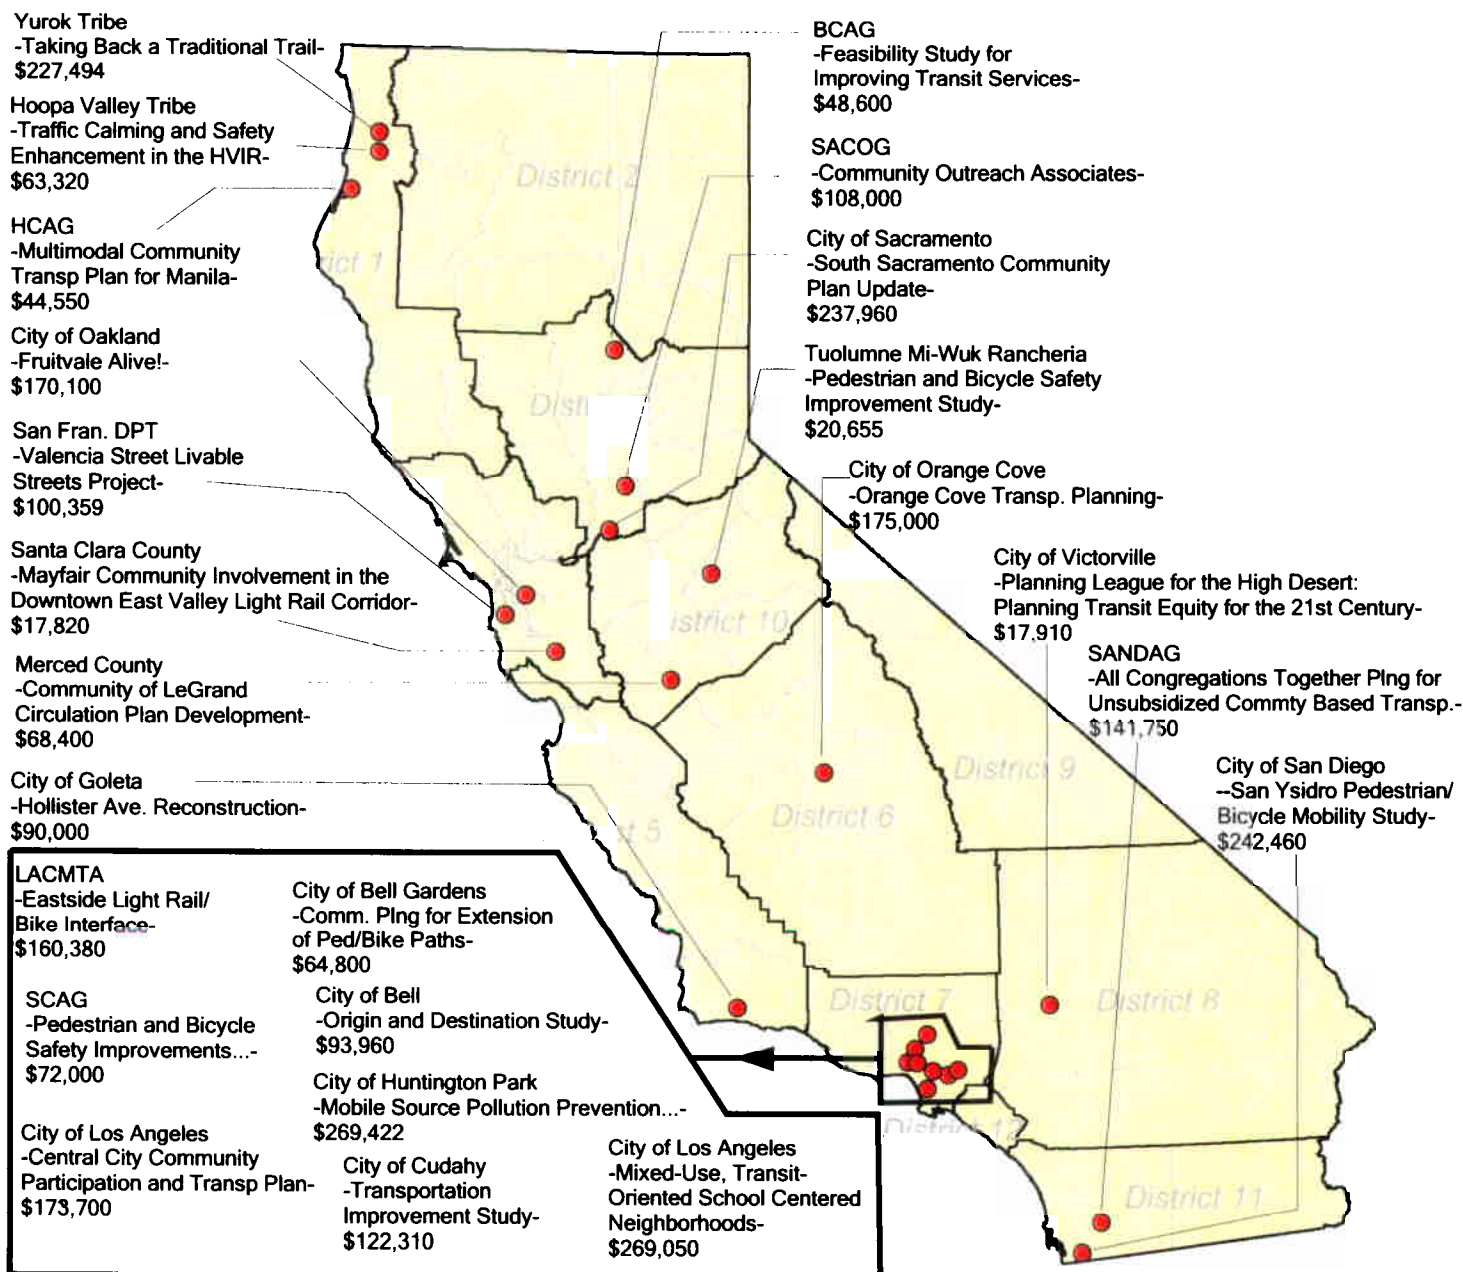 Yurok Tribe
-Taking Back a Traditional Trail-
$227,494
Hoopa Valley Tribe
-Traffic Calming and Safety
Enhancement in the HVIR-
$63,320
HCAG
-Multimodal Community
Transp Plan for Manila-
$44,550
City of Oakland
-Fruitvale Alive!-
$170,100
San Fran. DPT
-Valencia Street Livable
Streets Project-
$100,359
Santa Clara County
-Mayfair Community Involvement in the
Downtown East Valley Light Rail Corridor-
$17,820
Merced County
-Community of LeGrand
Circulation Plan Development-
$68,400
City of Goleta
-Hollister Ave. Reconstruction-
$90,000
BCAG
-Feasibility Study for
Improving Transit Services-
$48,600
SACOG
-Community Outreach Associates-
$108,000
City of Sacramento
-South Sacramento Community
Plan Update-
$237,960
Tuolumne Mi-Wuk Rancheria
-Pedestrian and Bicycle Safety
Improvement Study-
$20,655
City of Orange Cove
-Orange Cove Transp. Planning-
$175,000
City of Victorville
-Planning League for the High Desert:
Planning Transit Equity for the 21st Century-
$17,910
SANDAG
-All Congregations Together Plng for
Unsubsidized Commty Based Transp.-
$141,750
City of San Diego
--San Ysidro Pedestrian/
Bicycle Mobility Study-
$242,460
District 2
rict 1
Dist
istrict 10
District 9
District 6
st 5
District 7
District 8
District 12
District 11
LACMTA
-Eastside Light Rail/
Bike Interface-
$160,380
City of Bell Gardens
-Comm. Plng for Extension
of Ped/Bike Paths-
$64,800
SCAG
-Pedestrian and Bicycle
Safety Improvements...-
$72,000
City of Bell
-Origin and Destination Study-
$93,960
City of Huntington Park
-Mobile Source Pollution Prevention...-
$269,422
City of Los Angeles
-Central City Community
Participation and Transp Plan-
$173,700
City of Cudahy
-Transportation
Improvement Study-
$122,310
City of Los Angeles
-Mixed-Use, Transit-
Oriented School Centered
Neighborhoods-
$269,050